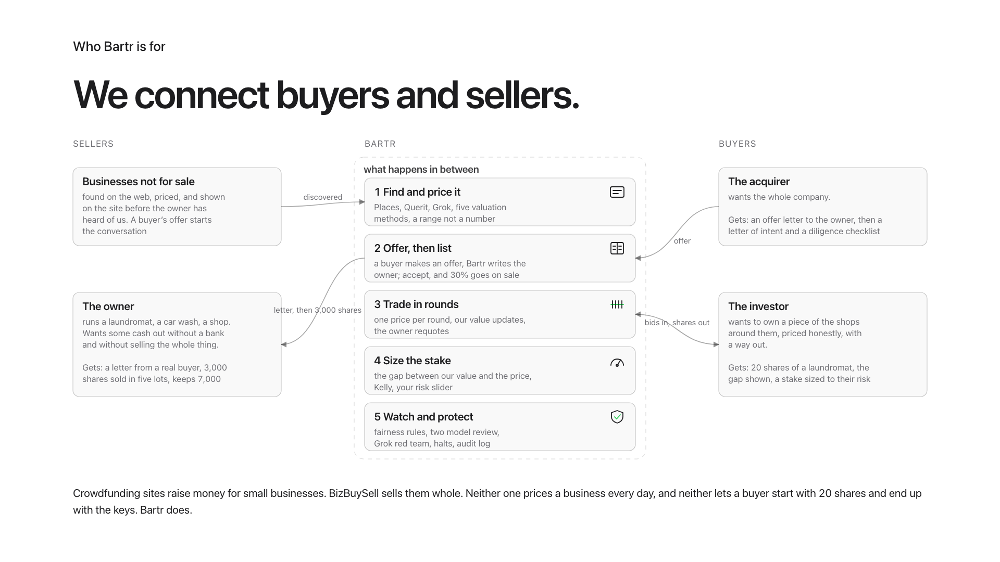 Who Bartr is for
We connect buyers and sellers.
SELLERS
BARTR
BUYERS
Businesses not for sale
found on the web, priced, and shown
on the site before the owner has
heard of us. A buyer’s offer starts
the conversation
discovered
The owner
runs a laundromat, a car wash, a shop.
Wants some cash out without a bank
and without selling the whole thing.
Gets: a letter from a real buyer, 3,000
shares sold in five lots, keeps 7,000
letter, then 3,000 shares
what happens in between
1 Find and price it
Places, Querit, Grok, five valuation
methods, a range not a number
2 Offer, then list
a buyer makes an offer, Bartr writes the
owner; accept, and 30% goes on sale
3 Trade in rounds
one price per round, our value updates,
the owner requotes
4 Size the stake
the gap between our value and the price,
Kelly, your risk slider
5 Watch and protect
fairness rules, two model review,
Grok red team, halts, audit log
offer
bids in, shares out
The acquirer
wants the whole company.
Gets: an offer letter to the owner, then a
letter of intent and a diligence checklist
The investor
wants to own a piece of the shops
around them, priced honestly, with
a way out.
Gets: 20 shares of a laundromat, the
gap shown, a stake sized to their risk
Crowdfunding sites raise money for small businesses. BizBuySell sells them whole. Neither one prices a business every day, and neither lets a buyer start with 20 shares and end up
with the keys. Bartr does.